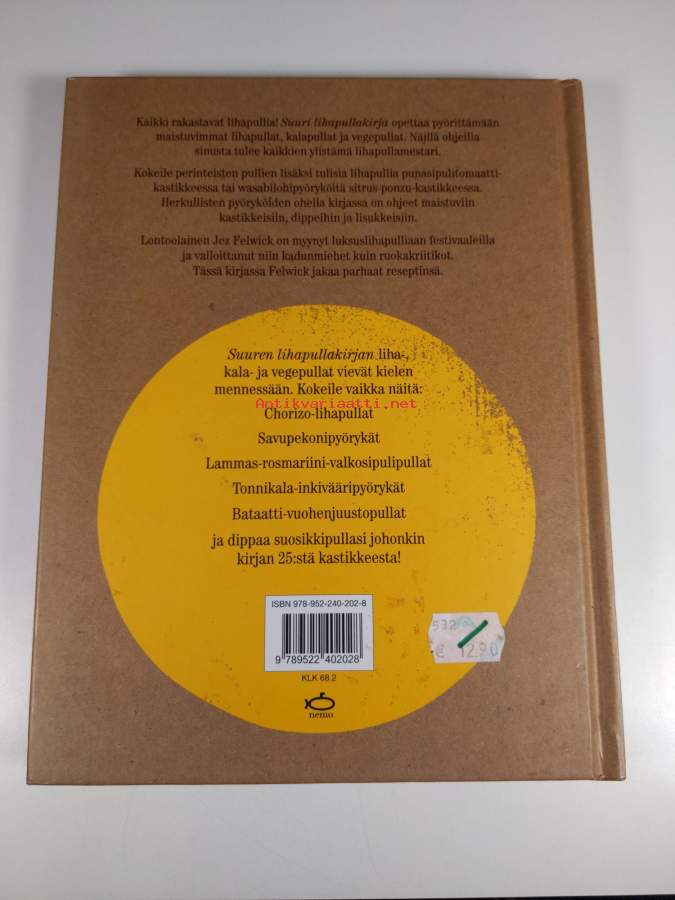 Kaikki rakastavat lihapullia! Suuri lihapullakirja opettaa pyörittämään
maistuvimmat lihapullat, kalapullat ja vegepullat. Näillä ohjeilla
sinusta tulee kaikkien ylistämä lihapullamestari.
Kokeile perinteisten pullien lisäksi tulisia lihapullia punasipulitomaatti-
kastikkeessa tai wasabilohipyöryköitä sitrus-ponzu-kastikkeessa.
Herkullisten pyöryköiden ohella kirjassa on ohjeet maistuviin
kastikkeisiin, dippeihin ja lisukkeisiin.
Lontoolainen Jez Felwick on myynyt luksuslihapulliaan festivaaleilla
ja valloittanut niin kadunmiehet kuin ruokakriitikot.
Tässä kirjassa Felwick jakaa parhaat reseptinsä.
Suuren lihapullakirjan liha-,
kala- ja vegepullat vievät kielen
mennessään. Kokeile vaikka näitä:
Antikvariaatti.net
Chorizo-lihapullat
Savupekonipyörykät
Lammas-rosmariini-valkosipulipullat
Tonnikala-inkivääripyörykät
Bataatti-vuohenjuustopullat
ja dippaa suosikkipullasi johonkin
kirjan 25:stä kastikkeesta!
ISBN 978-952-240-202-8
9 789522 402028
KLK 68.2
nemo
€ 12.90